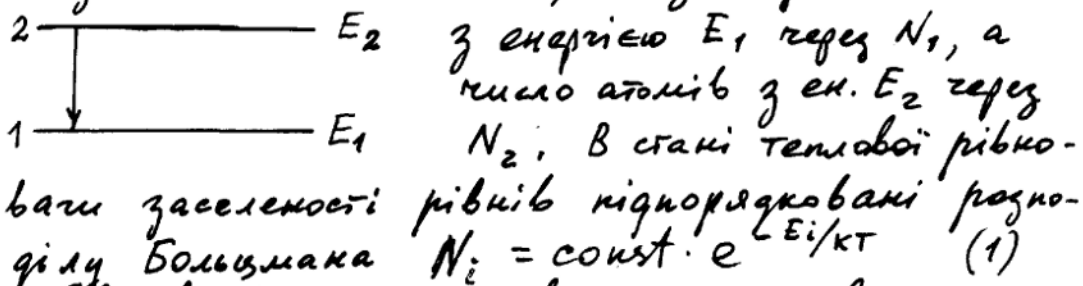 2 E₂ з енергією E₁ через N₁, а
число атомів з ен. E₂ через
1 E₁ N₂. В стані теплової рівно-
ваги заселеності рівнів підпорядковані розпо-
ділу Больцмана Nᵢ = const · e^(-Eᵢ/кТ) (1)